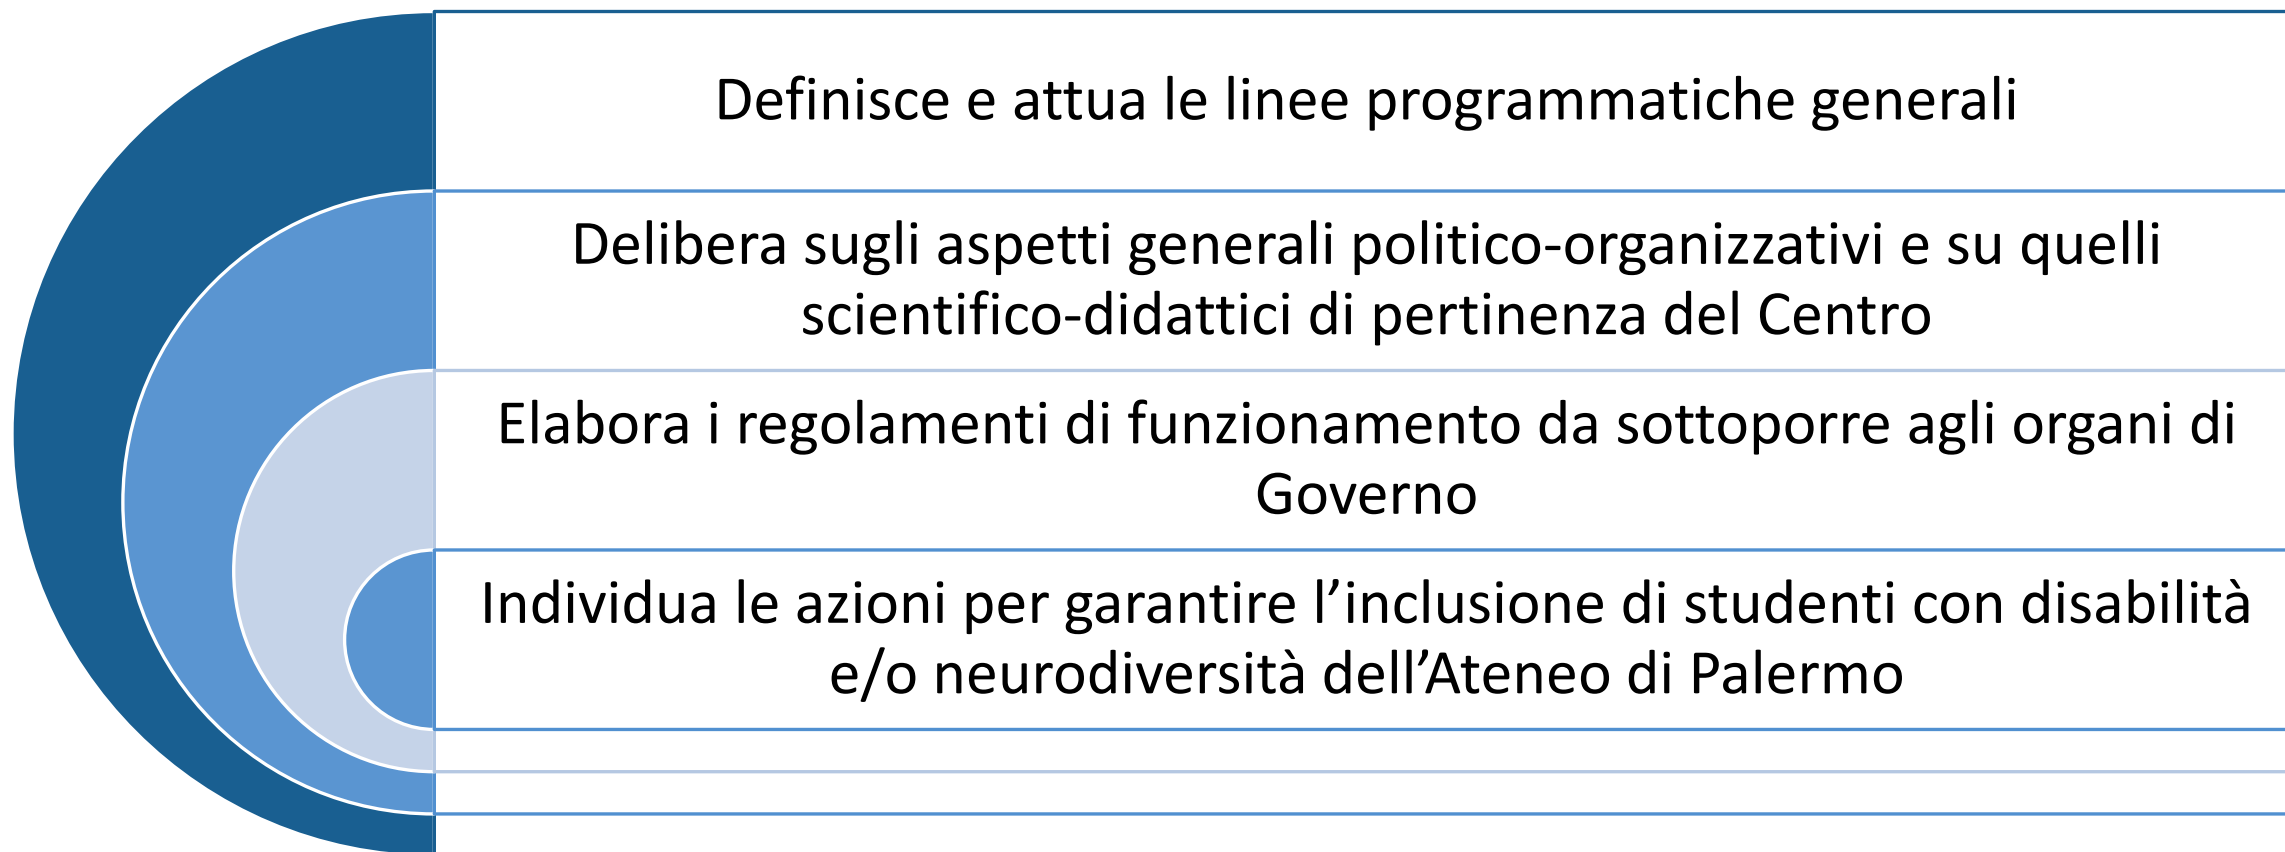 Definisce e attua le linee programmatiche generali
Delibera sugli aspetti generali politico-organizzativi e su quelli
scientifico-didattici di pertinenza del Centro
Elabora i regolamenti di funzionamento da sottoporre agli organi di
Governo
Individua le azioni per garantire l’inclusione di studenti con disabilità
e/o neurodiversità dell’Ateneo di Palermo